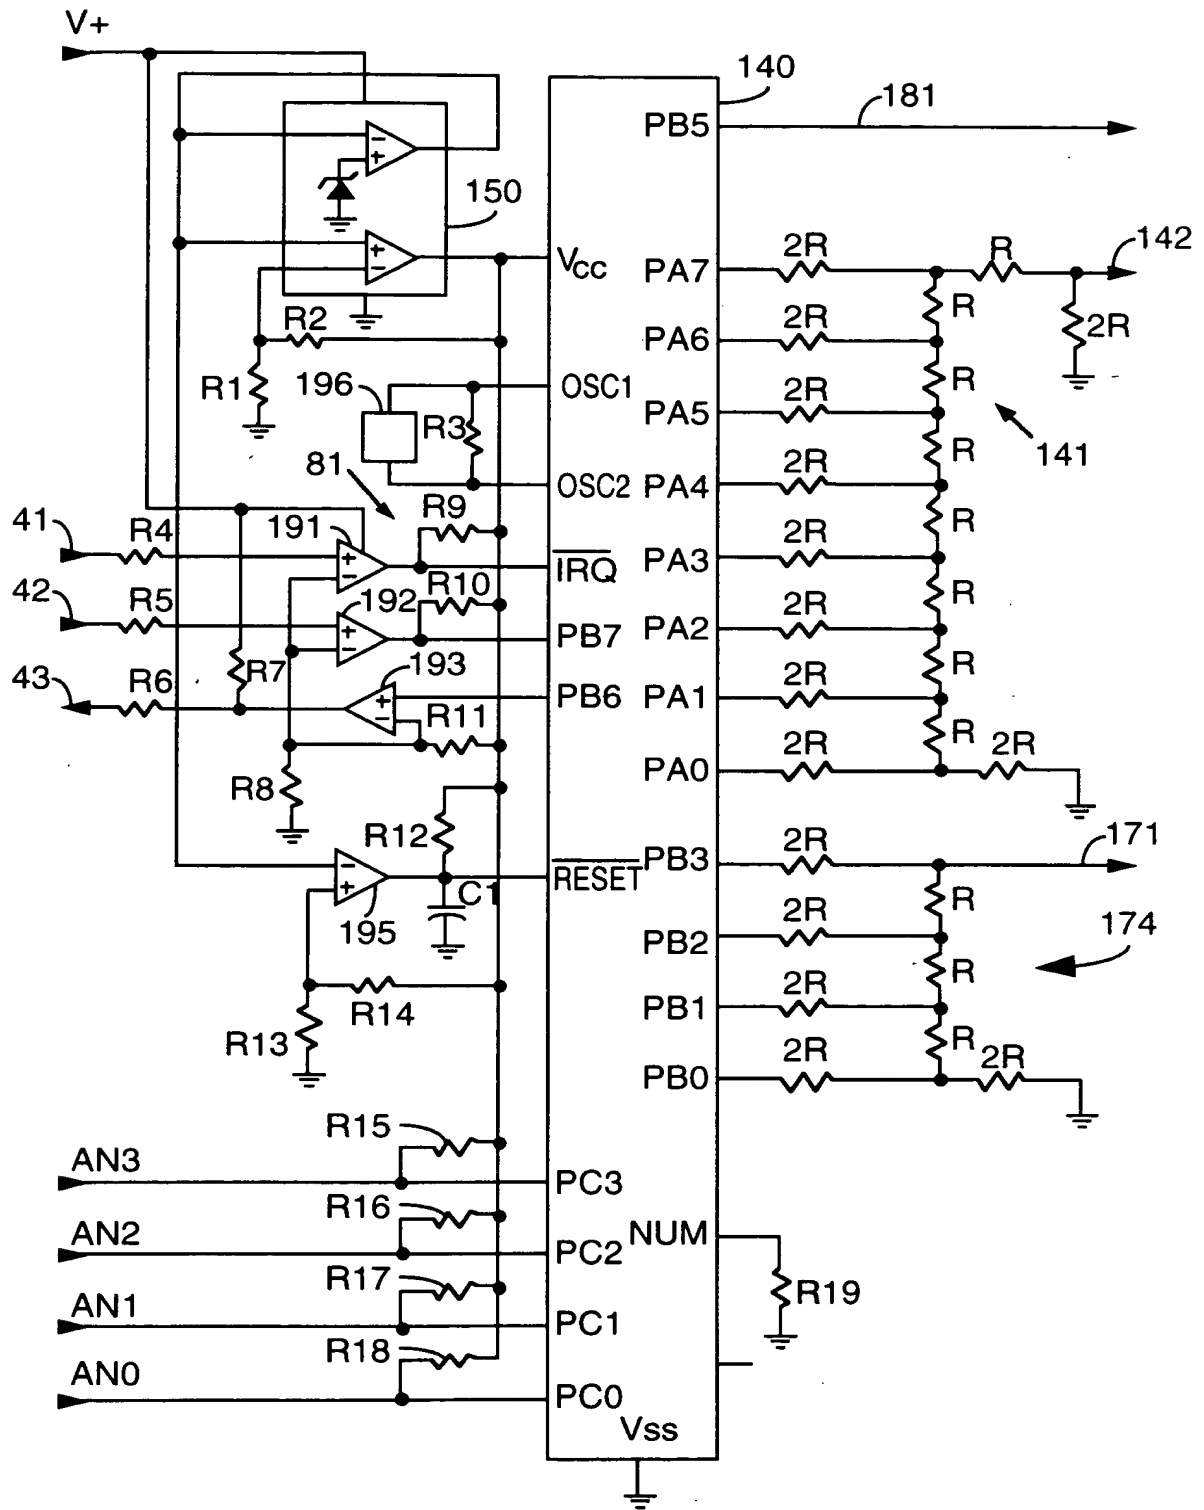 V+
140
PB5
181
150
VCC
PA7
2R
R
142
R2
R
2R
PA6
2R
R1
196
OSC1
R
R3
PA5
2R
141
81
R
OSC2
PA4
2R
41
R4
191
R9
R
IRQ
PA3
2R
42
R5
192
R10
R
PB7
PA2
2R
43
R6
R7
193
R
PB6
PA1
2R
R11
R
R8
PA0
2R
2R
R12
RESET
PB3
2R
171
C1
R
195
PB2
2R
174
R
R14
PB1
2R
R13
R
PB0
2R
2R
R15
AN3
PC3
R16
AN2
PC2
NUM
R17
R19
AN1
PC1
R18
AN0
PC0
Vss